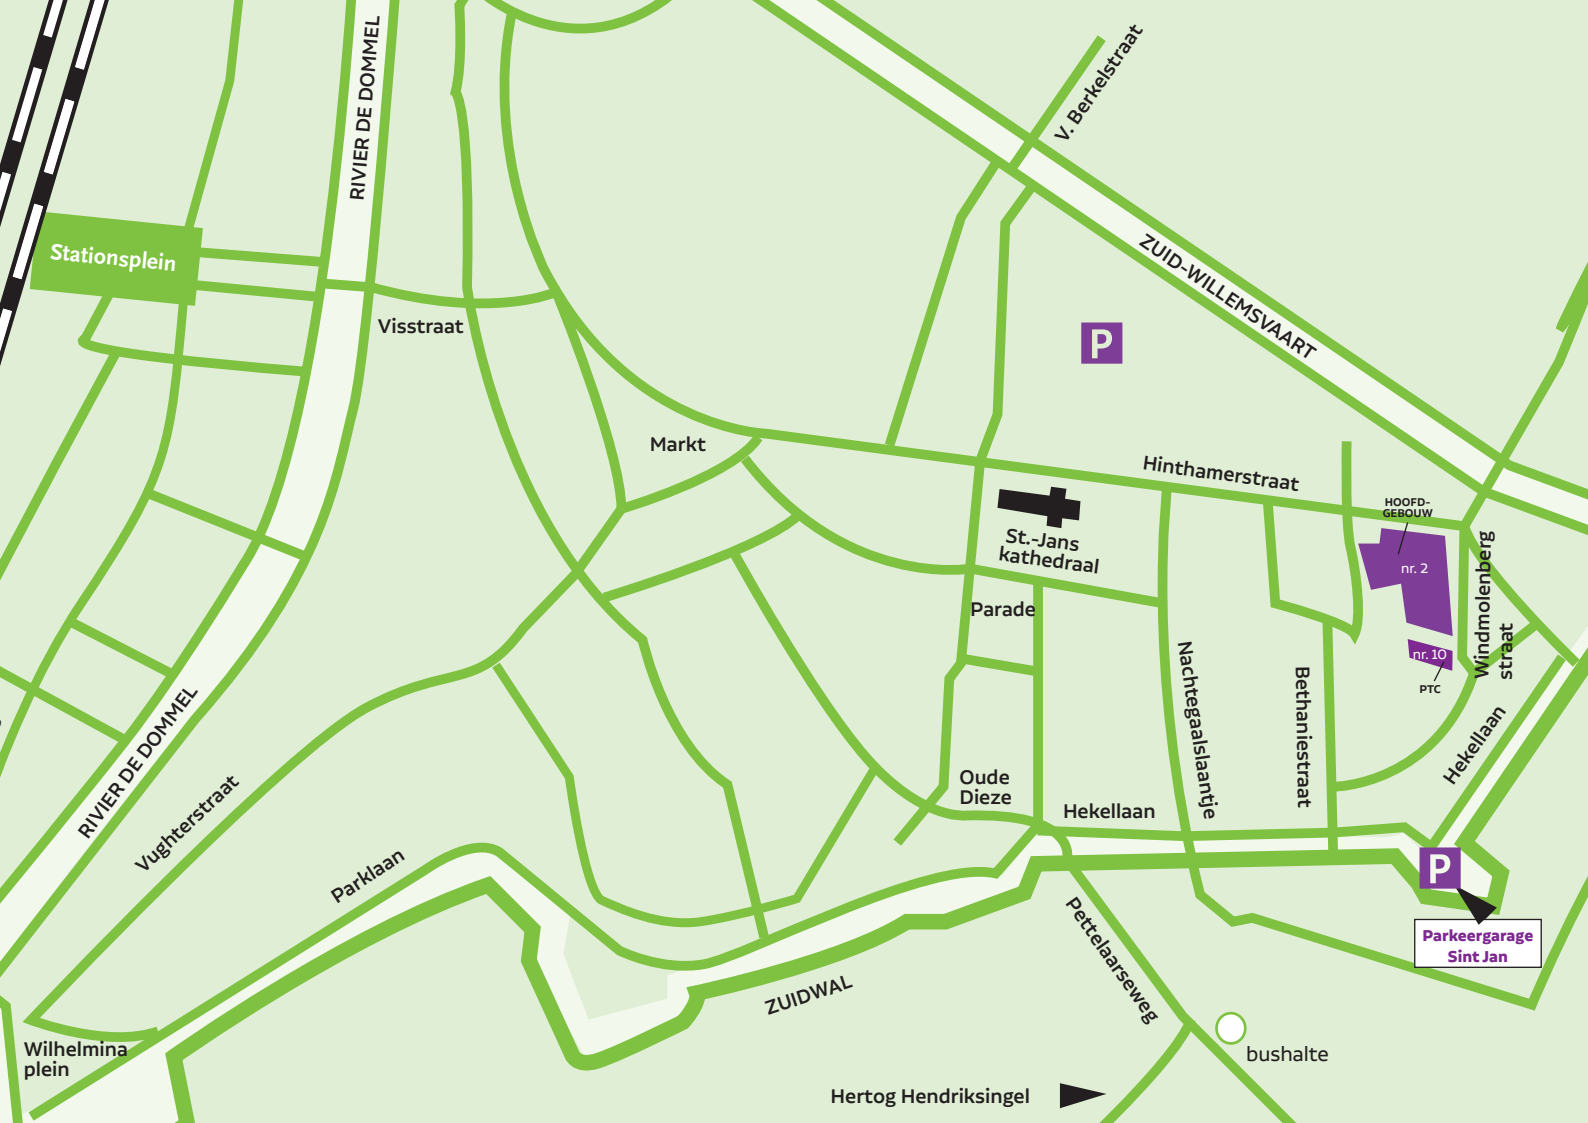 RIVIER DE DOMMEL
V. Berkelstraat
Stationsplein
ZUID-WILLEMSVAART
Visstraat
P
Markt
Hinthamerstraat
HOOFD-
GEBOUW
St.-Jans
kathedraal
nr. 2
Windmolenberg
straat
Parade
nr. 10
PTC
Nachtegaalslaantje
Bethaniestraat
Hekellaan
RIVIER DE DOMMEL
Vughterstraat
Oude
Dieze
Hekellaan
Parklaan
P
Parkeergarage
Sint Jan
Pettelaarseweg
ZUIDWAL
Wilhelmina
plein
bushalte
Hertog Hendriksingel